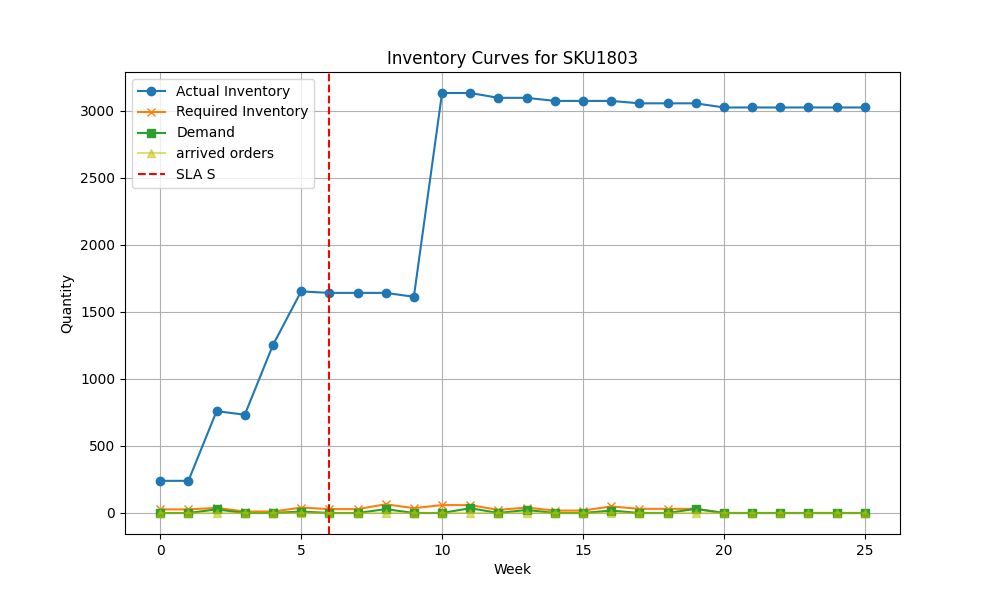 Inventory Curves for SKU1803
Actual Inventory
Required Inventory
Demand
arrived orders
SLA S
3000
2500
2000
1500
1000
500
0
Quantity
0 5 10 15 20 25
Week